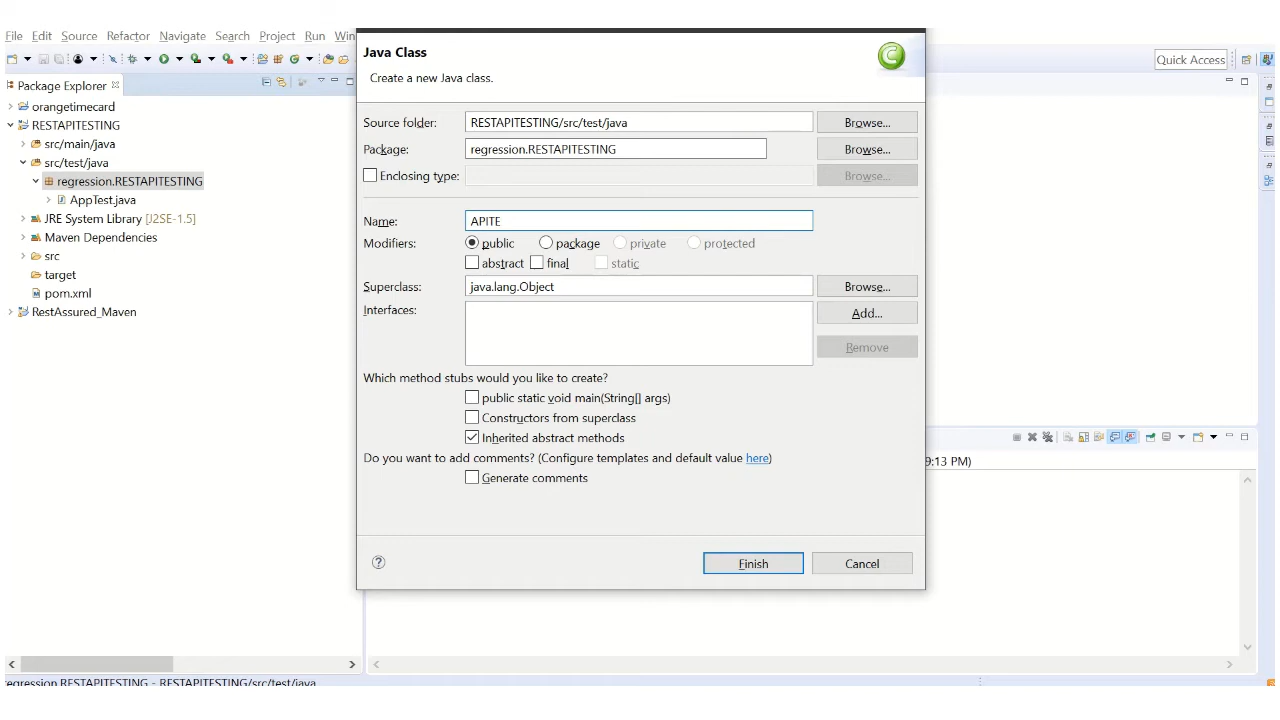 File Edit Source Refactor Navigate Search Project Run Win
Java Class
Create a new Java class.
Quick Access
Package Explorer
orangetimecard
RESTAPITESTING
src/main/java
src/test/java
regression.RESTAPITESTING
AppTest.java
JRE System Library [J2SE-1.5]
Maven Dependencies
src
target
pom.xml
RestAssured_Maven
Source folder: RESTAPITESTING/src/test/java Browse...
Package: regression.RESTAPITESTING Browse...
Enclosing type: Browse...
Name: APITE
Modifiers: public package private protected
abstract final static
Superclass: java.lang.Object Browse...
Interfaces: Add...
Remove
Which method stubs would you like to create?
public static void main(String[] args)
Constructors from superclass
Inherited abstract methods
Do you want to add comments? (Configure templates and default value here)
Generate comments
Finish Cancel
9:13 PM)
regression.RESTAPITESTING - RESTAPITESTING/src/test/java